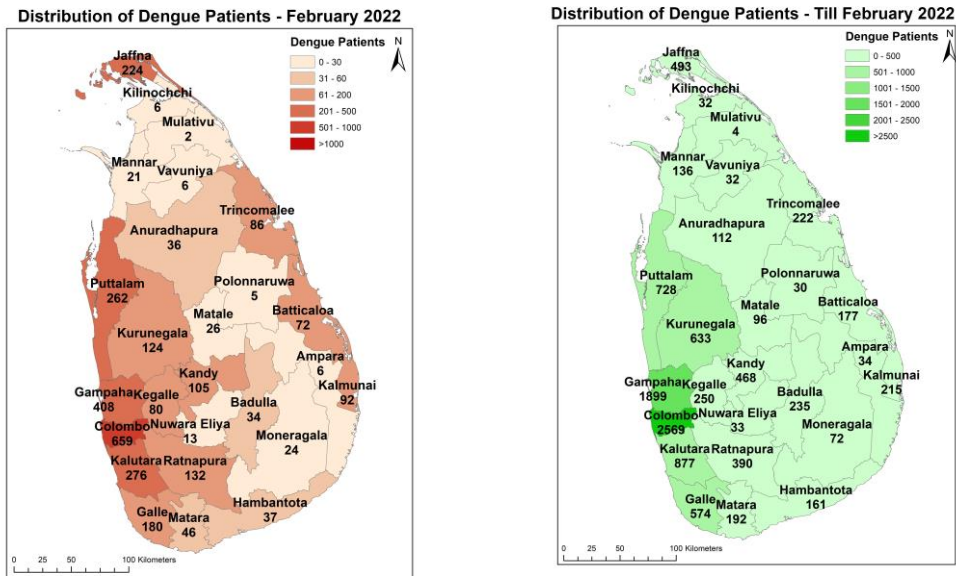 Distribution of Dengue Patients - February 2022
Dengue Patients
N
0 - 30
31 - 60
61 - 200
201 - 500
501 - 1000
>1000
Jaffna
224
Kilinochchi
6
Mulativu
2
Mannar
21
Vavuniya
6
Trincomalee
86
Anuradhapura
36
Puttalam
262
Polonnaruwa
5
Matale
26
Batticaloa
72
Kurunegala
124
Ampara
6
Kandy
105
Kalmunai
92
Gampaha
408
Kegalle
80
Badulla
34
Colombo
659
Nuwara Eliya
13
Moneragala
24
Kalutara
276
Ratnapura
132
Hambantota
37
Galle
180
Matara
46
0 25 50 100 Kilometers
Distribution of Dengue Patients - Till February 2022
Dengue Patients
N
0 - 500
501 - 1000
1001 - 1500
1501 - 2000
2001 - 2500
>2500
Jaffna
493
Kilinochchi
32
Mulativu
4
Mannar
136
Vavuniya
32
Trincomalee
222
Anuradhapura
112
Puttalam
728
Polonnaruwa
30
Matale
96
Batticaloa
177
Kurunegala
633
Ampara
34
Kandy
468
Kalmunai
215
Gampaha
1899
Kegalle
250
Badulla
235
Colombo
2569
Nuwara Eliya
33
Moneragala
72
Kalutara
877
Ratnapura
390
Hambantota
161
Galle
574
Matara
192
0 25 50 100 Kilometers